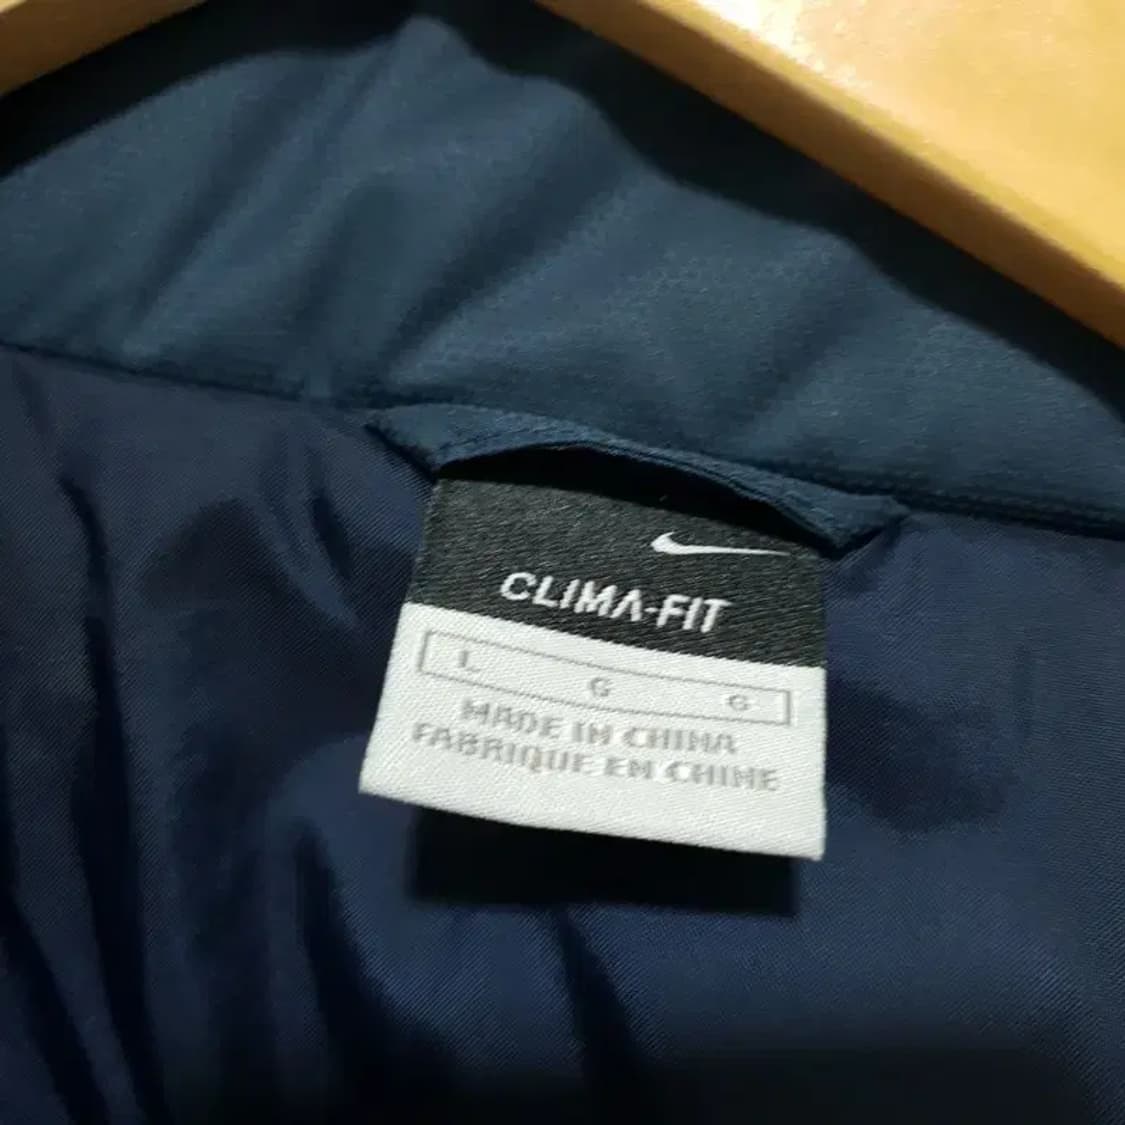 CLIMA-FIT
L G G
MADE IN CHINA
FABRIQUE EN CHINE